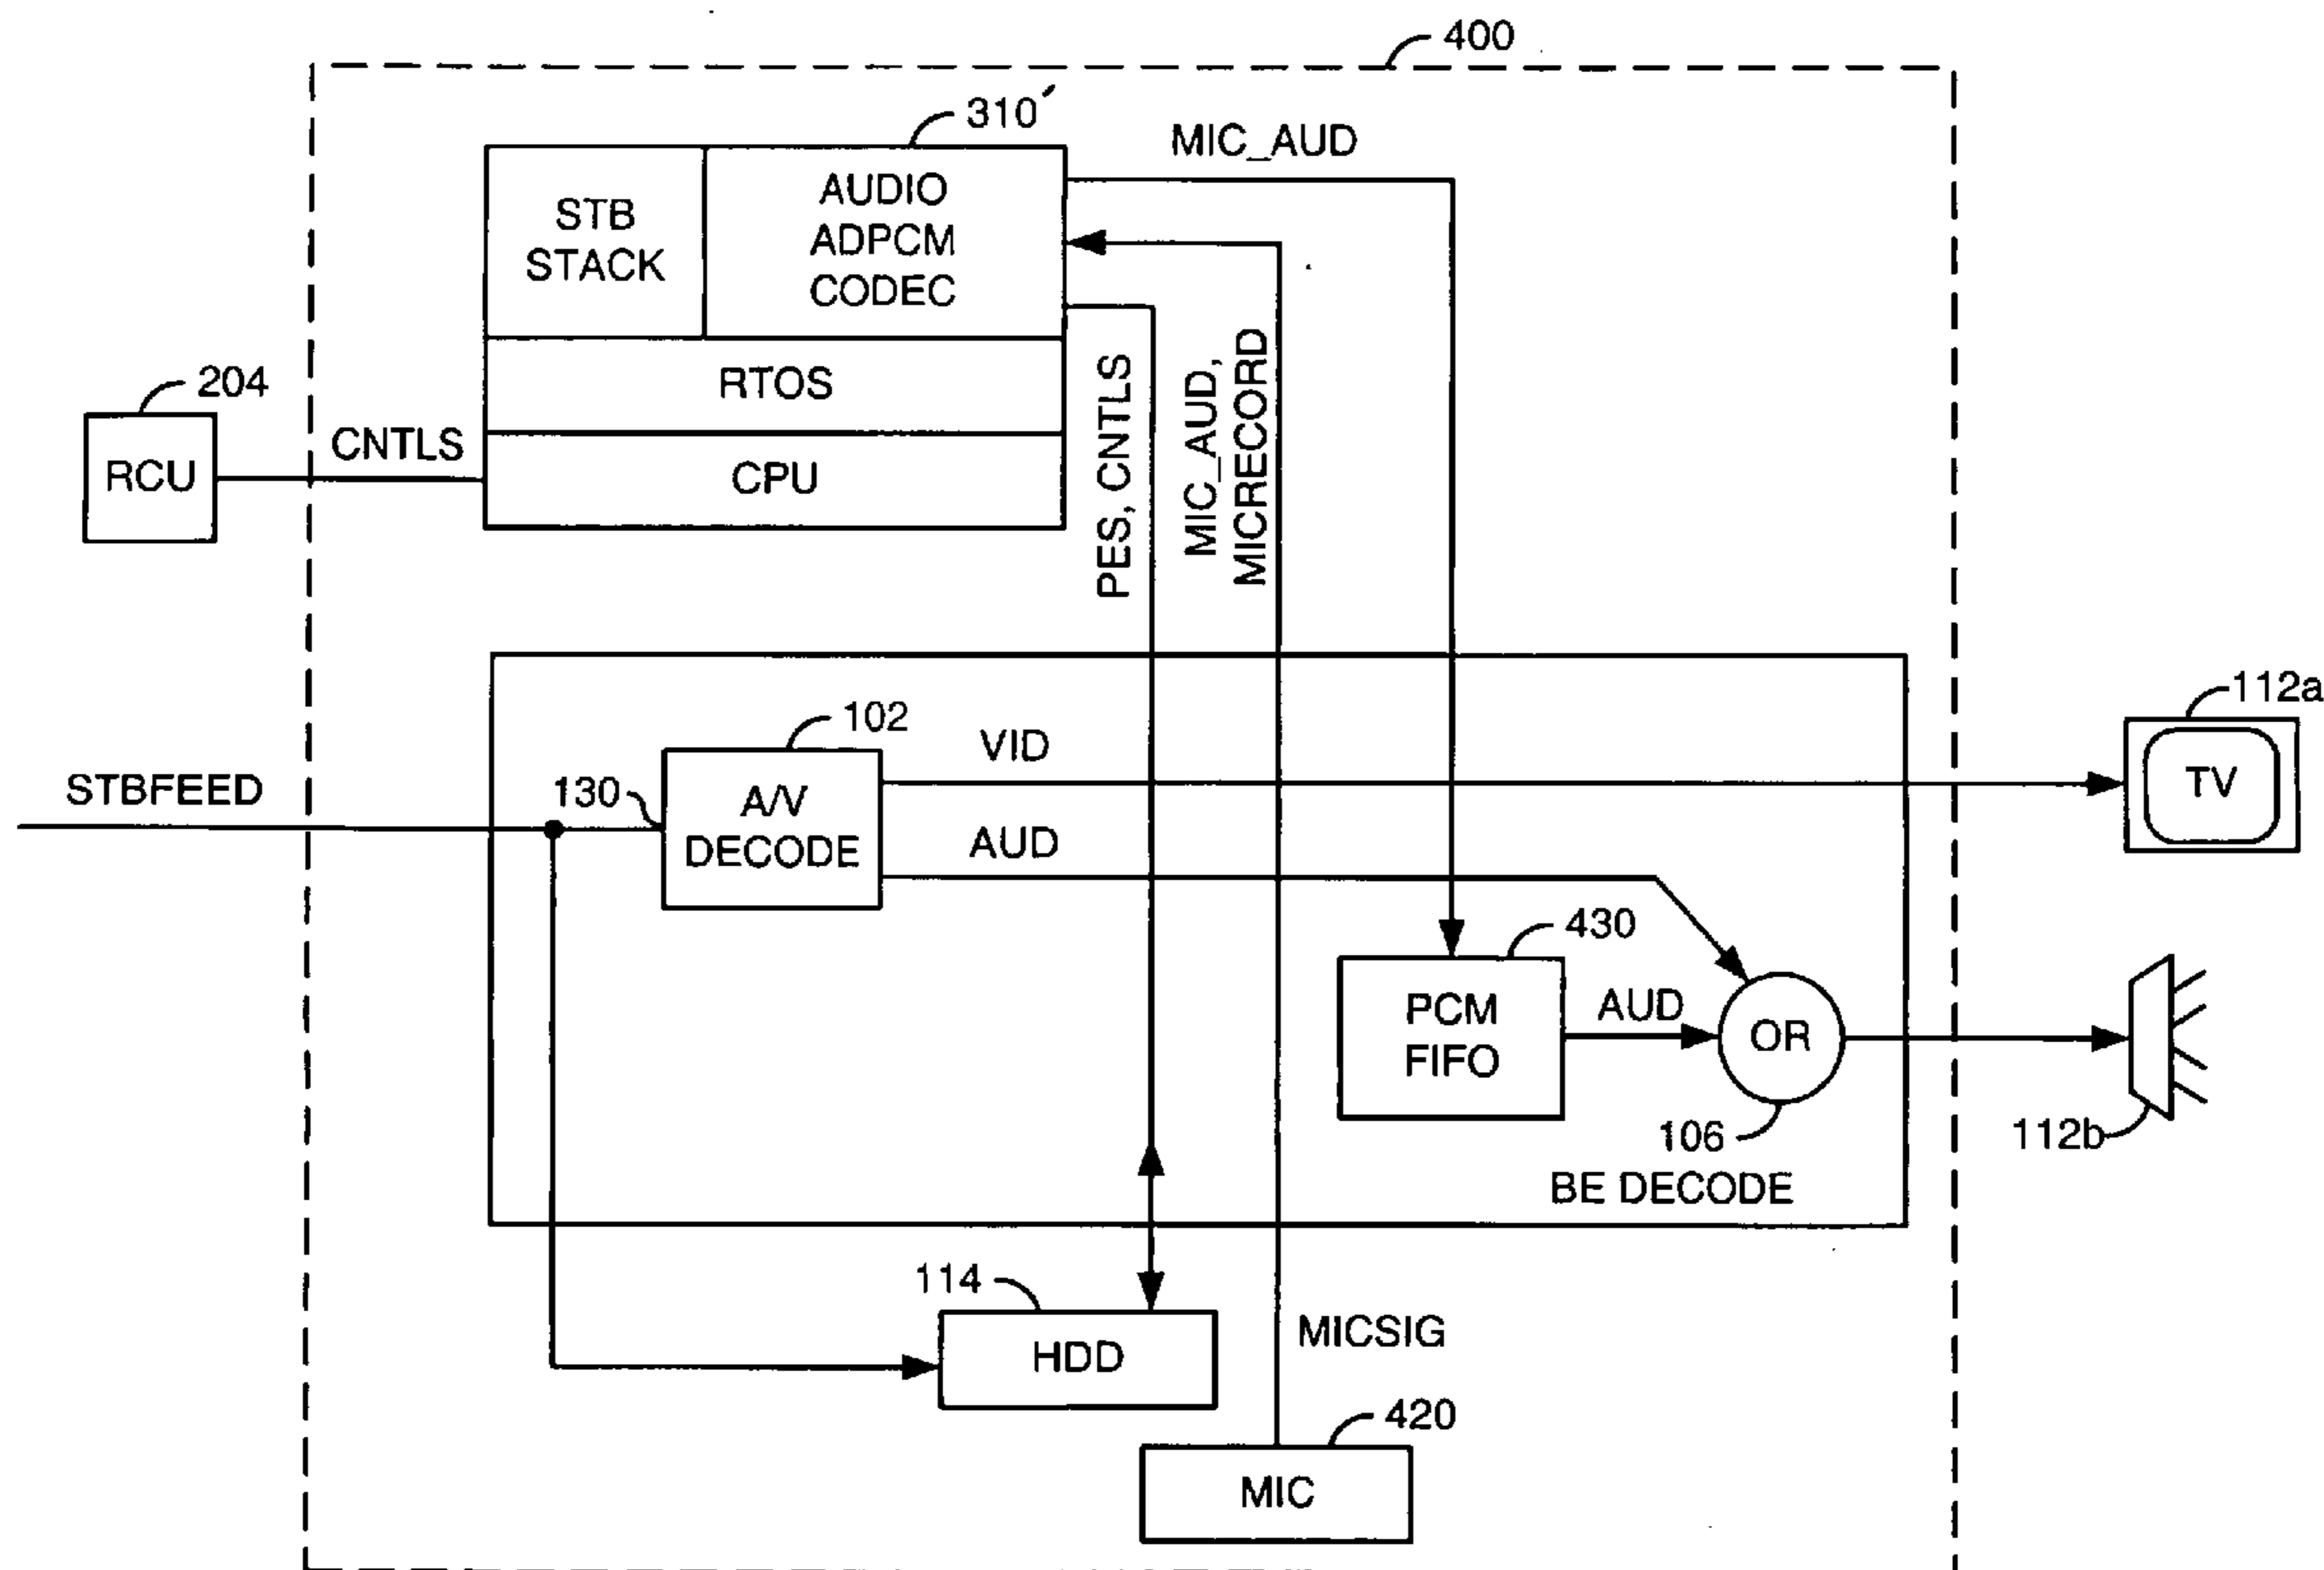 400
310′
MIC_AUD
STB
STACK
AUDIO
ADPCM
CODEC
RTOS
CPU
204
RCU
CNTLS
PES, CNTLS
MIC_AUD,
MICRECORD
112a
TV
102
VID
STBFEED
130
A/V
DECODE
AUD
430
PCM
FIFO
AUD
OR
106
112b
BE DECODE
114
HDD
MICSIG
420
MIC